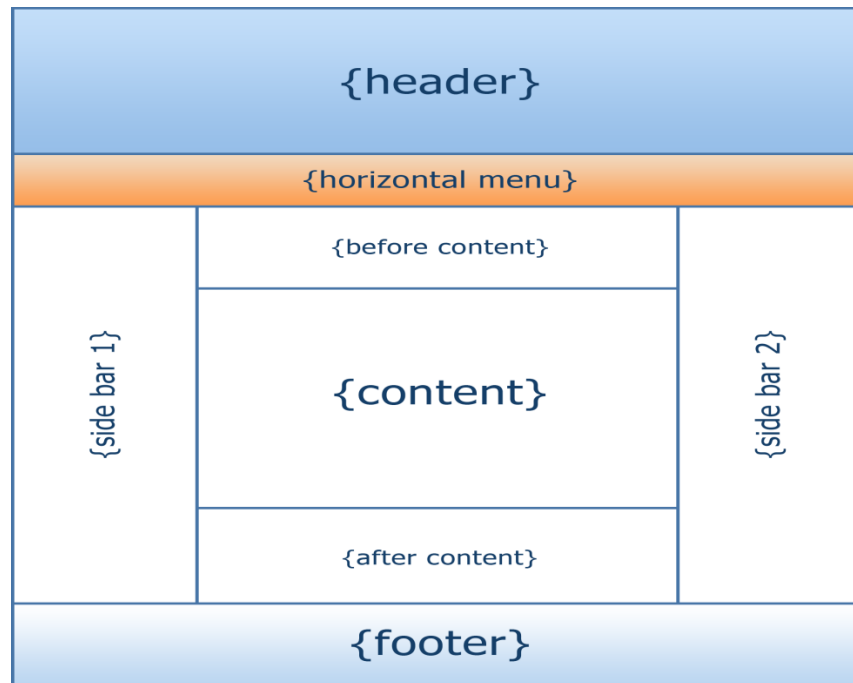 {header}
{horizontal menu}
{before content}
{side bar 1}
{content}
{side bar 2}
{after content}
{footer}